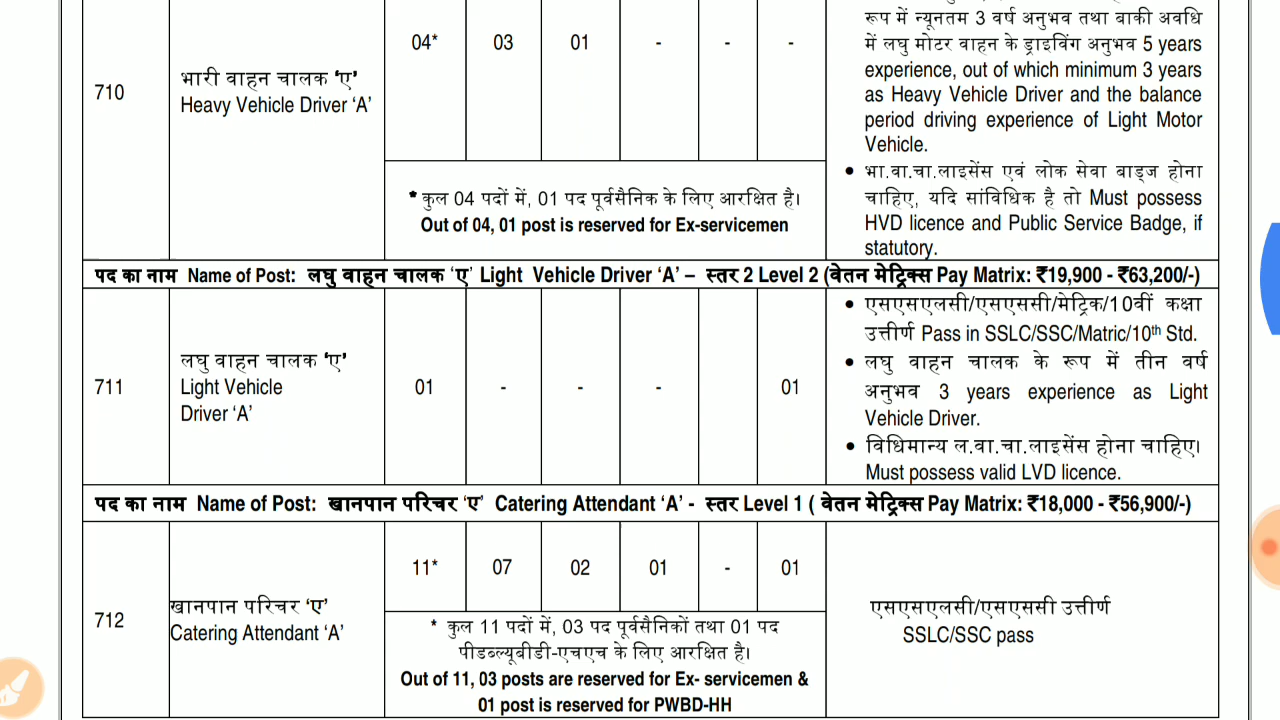 रूप में न्यूनतम 3 वर्ष अनुभव तथा बाकी अवधि
04* 03 01 - - -
में लघु मोटर वाहन के ड्राइविंग अनुभव 5 years
experience, out of which minimum 3 years
710
भारी वाहन चालक ‘ए’
Heavy Vehicle Driver ‘A’
as Heavy Vehicle Driver and the balance
period driving experience of Light Motor
Vehicle.
* कुल 04 पदों में, 01 पद पूर्वसैनिक के लिए आरक्षित है।
Out of 04, 01 post is reserved for Ex-servicemen
• भा.वा.चा.लाइसेंस एवं लोक सेवा बाड्ज होना
चाहिए, यदि सांविधिक है तो Must possess
HVD licence and Public Service Badge, if
statutory.
पद का नाम Name of Post: लघु वाहन चालक ‘ए’ Light Vehicle Driver ‘A’ – स्तर 2 Level 2 (वेतन मेट्रिक्स Pay Matrix: ₹19,900 - ₹63,200/-)
711
लघु वाहन चालक ‘ए’
Light Vehicle
Driver ‘A’
01 - - - 01
• एसएसएलसी/एसएससी/मेट्रिक/10वीं कक्षा
उत्तीर्ण Pass in SSLC/SSC/Matric/10th Std.
• लघु वाहन चालक के रूप में तीन वर्ष
अनुभव 3 years experience as Light
Vehicle Driver.
• विधिमान्य ल.वा.चा.लाइसेंस होना चाहिए।
Must possess valid LVD licence.
पद का नाम Name of Post: खानपान परिचर ‘ए’ Catering Attendant ‘A’ - स्तर Level 1 ( वेतन मेट्रिक्स Pay Matrix: ₹18,000 - ₹56,900/-)
712
खानपान परिचर ‘ए’
Catering Attendant ‘A’
11* 07 02 01 - 01
* कुल 11 पदों में, 03 पद पूर्वसैनिकों तथा 01 पद
पीडब्ल्यूबीडी-एचएच के लिए आरक्षित है।
Out of 11, 03 posts are reserved for Ex- servicemen &
01 post is reserved for PWBD-HH
एसएसएलसी/एसएससी उत्तीर्ण
SSLC/SSC pass